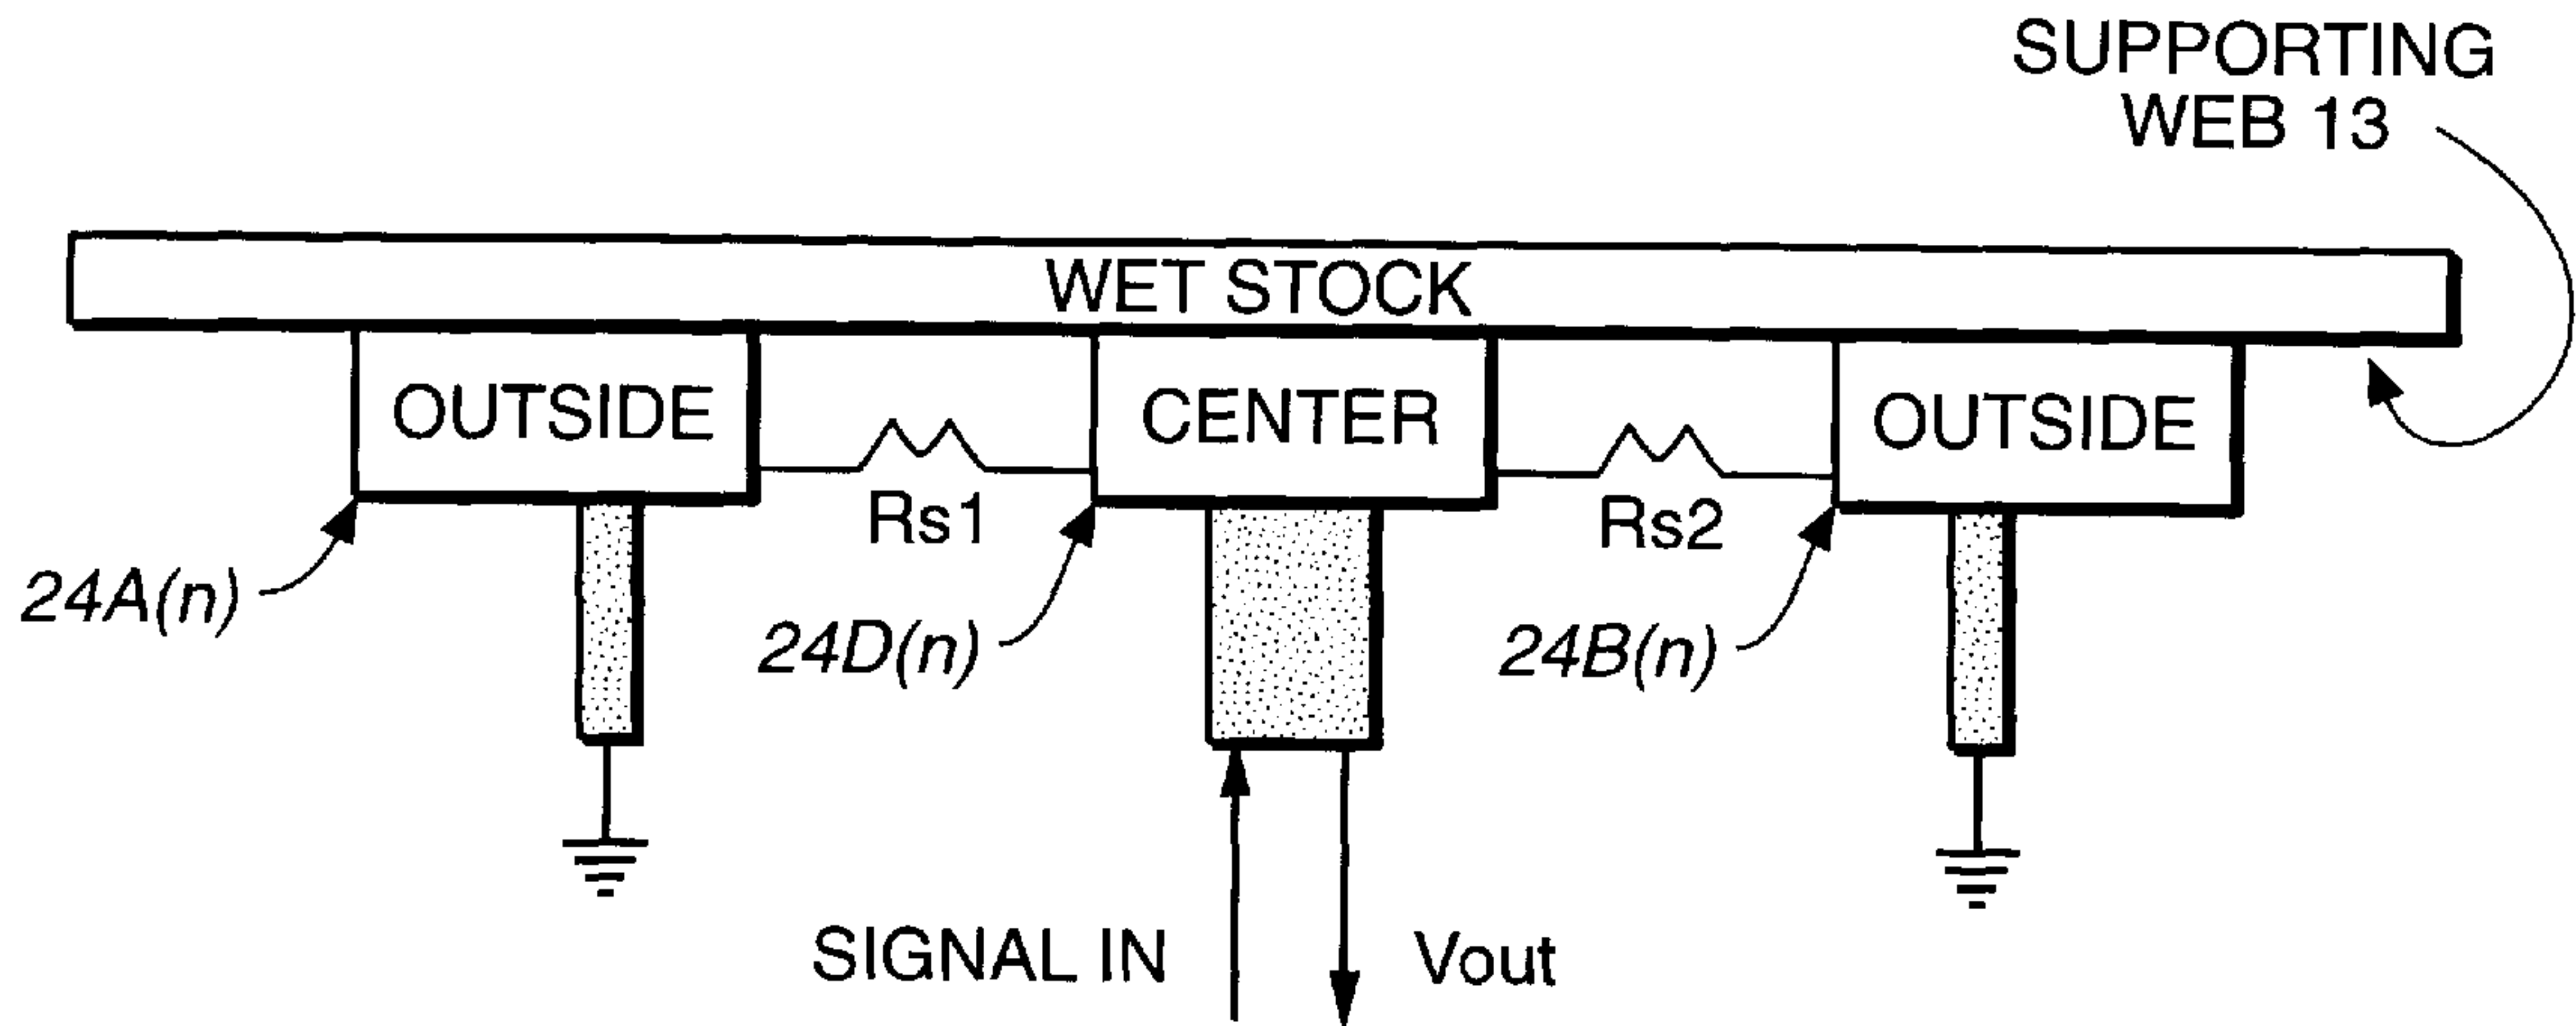 SUPPORTING
WEB 13
WET STOCK
OUTSIDE
CENTER
OUTSIDE
Rs1
Rs2
24A(n)
24D(n)
24B(n)
SIGNAL IN
Vout